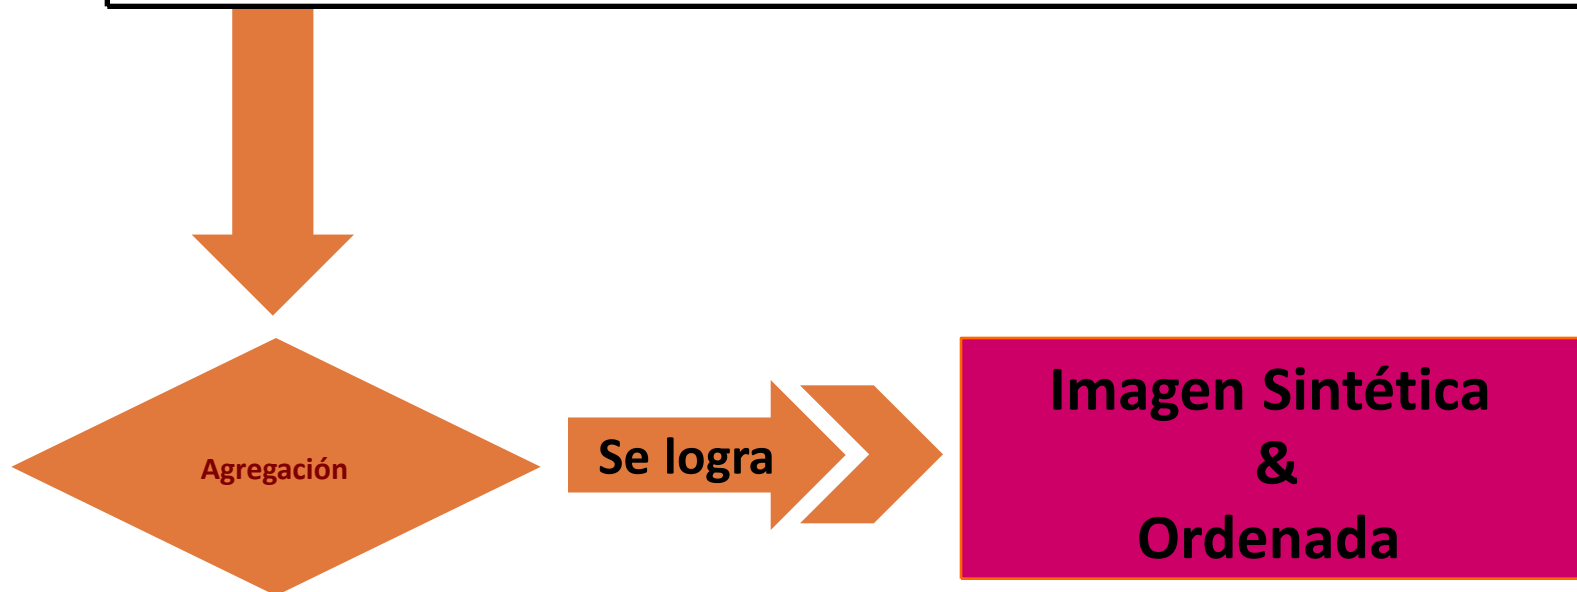 Agregación
Se logra
Imagen Sintética
&
Ordenada